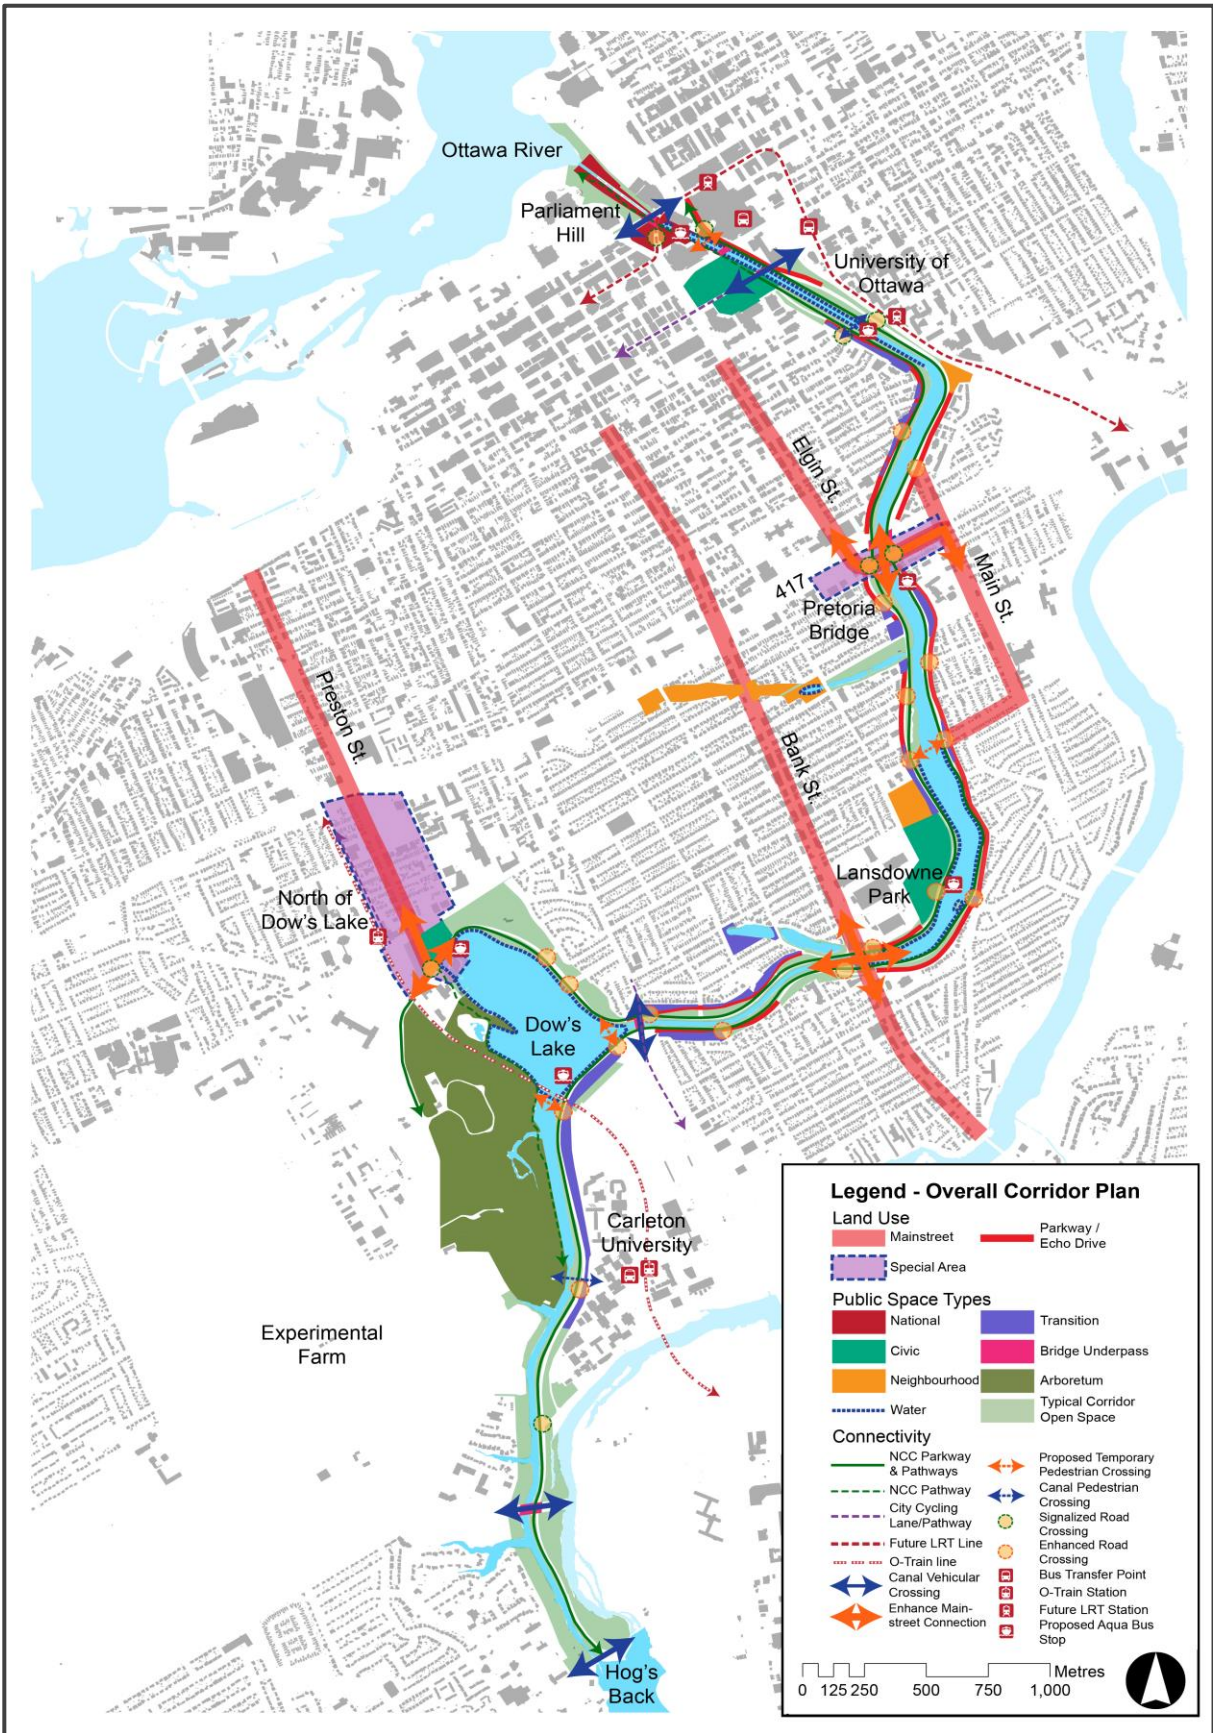 Ottawa River
Parliament
Hill
University of
Ottawa
Elgin St.
Main St.
417
Pretoria
Bridge
Preston St.
Bank St.
Lansdowne
Park
North of
Dow's Lake
Dow's
Lake
Carleton
University
Experimental
Farm
Hog's
Back
Legend - Overall Corridor Plan
Land Use
Mainstreet
Parkway /
Echo Drive
Special Area
Public Space Types
National
Transition
Civic
Bridge Underpass
Neighbourhood
Arboretum
Water
Typical Corridor
Open Space
Connectivity
NCC Parkway
& Pathways
NCC Pathway
City Cycling
Lane/Pathway
Future LRT Line
O-Train line
Canal Vehicular
Crossing
Enhance Main-
street Connection
Proposed Temporary
Pedestrian Crossing
Canal Pedestrian
Crossing
Signalized Road
Crossing
Enhanced Road
Crossing
Bus Transfer Point
O-Train Station
Future LRT Station
Proposed Aqua Bus
Stop
Metres
0 125 250 500 750 1,000